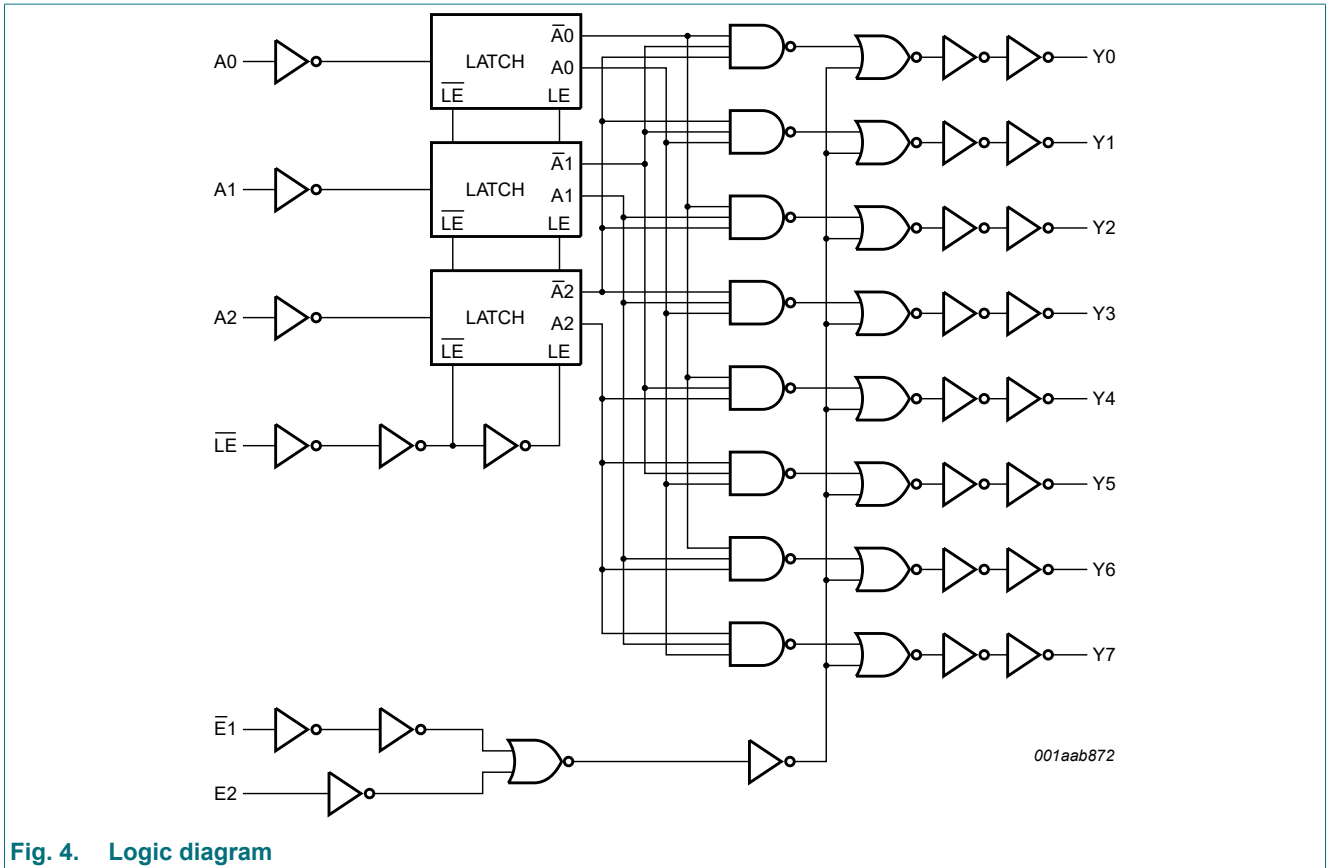 A0
LATCH
A̅0
A0
L̅E̅
LE
Y0
Y1
A1
LATCH
A̅1
A1
L̅E̅
LE
Y2
A2
LATCH
A̅2
A2
L̅E̅
LE
Y3
Y4
L̅E̅
Y5
Y6
Y7
E̅1
E2
001aab872
Fig. 4. Logic diagram